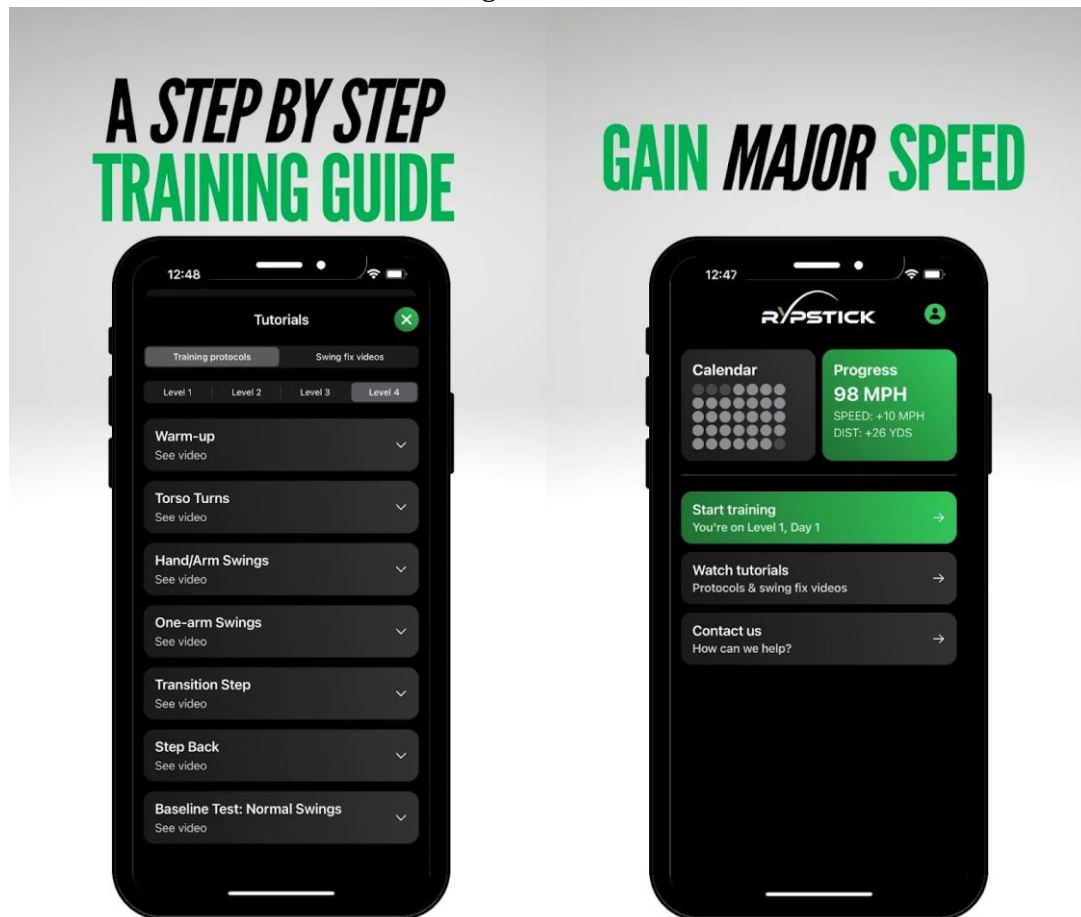 A STEP BY STEP
TRAINING GUIDE
12:48
Tutorials
Training protocols
Swing fix videos
Level 1
Level 2
Level 3
Level 4
Warm-up
See video
Torso Turns
See video
Hand/Arm Swings
See video
One-arm Swings
See video
Transition Step
See video
Step Back
See video
Baseline Test: Normal Swings
See video
GAIN MAJOR SPEED
12:47
RYPSTICK
Calendar
Progress
98 MPH
SPEED: +10 MPH
DIST: +26 YDS
Start training
You're on Level 1, Day 1
Watch tutorials
Protocols & swing fix videos
Contact us
How can we help?